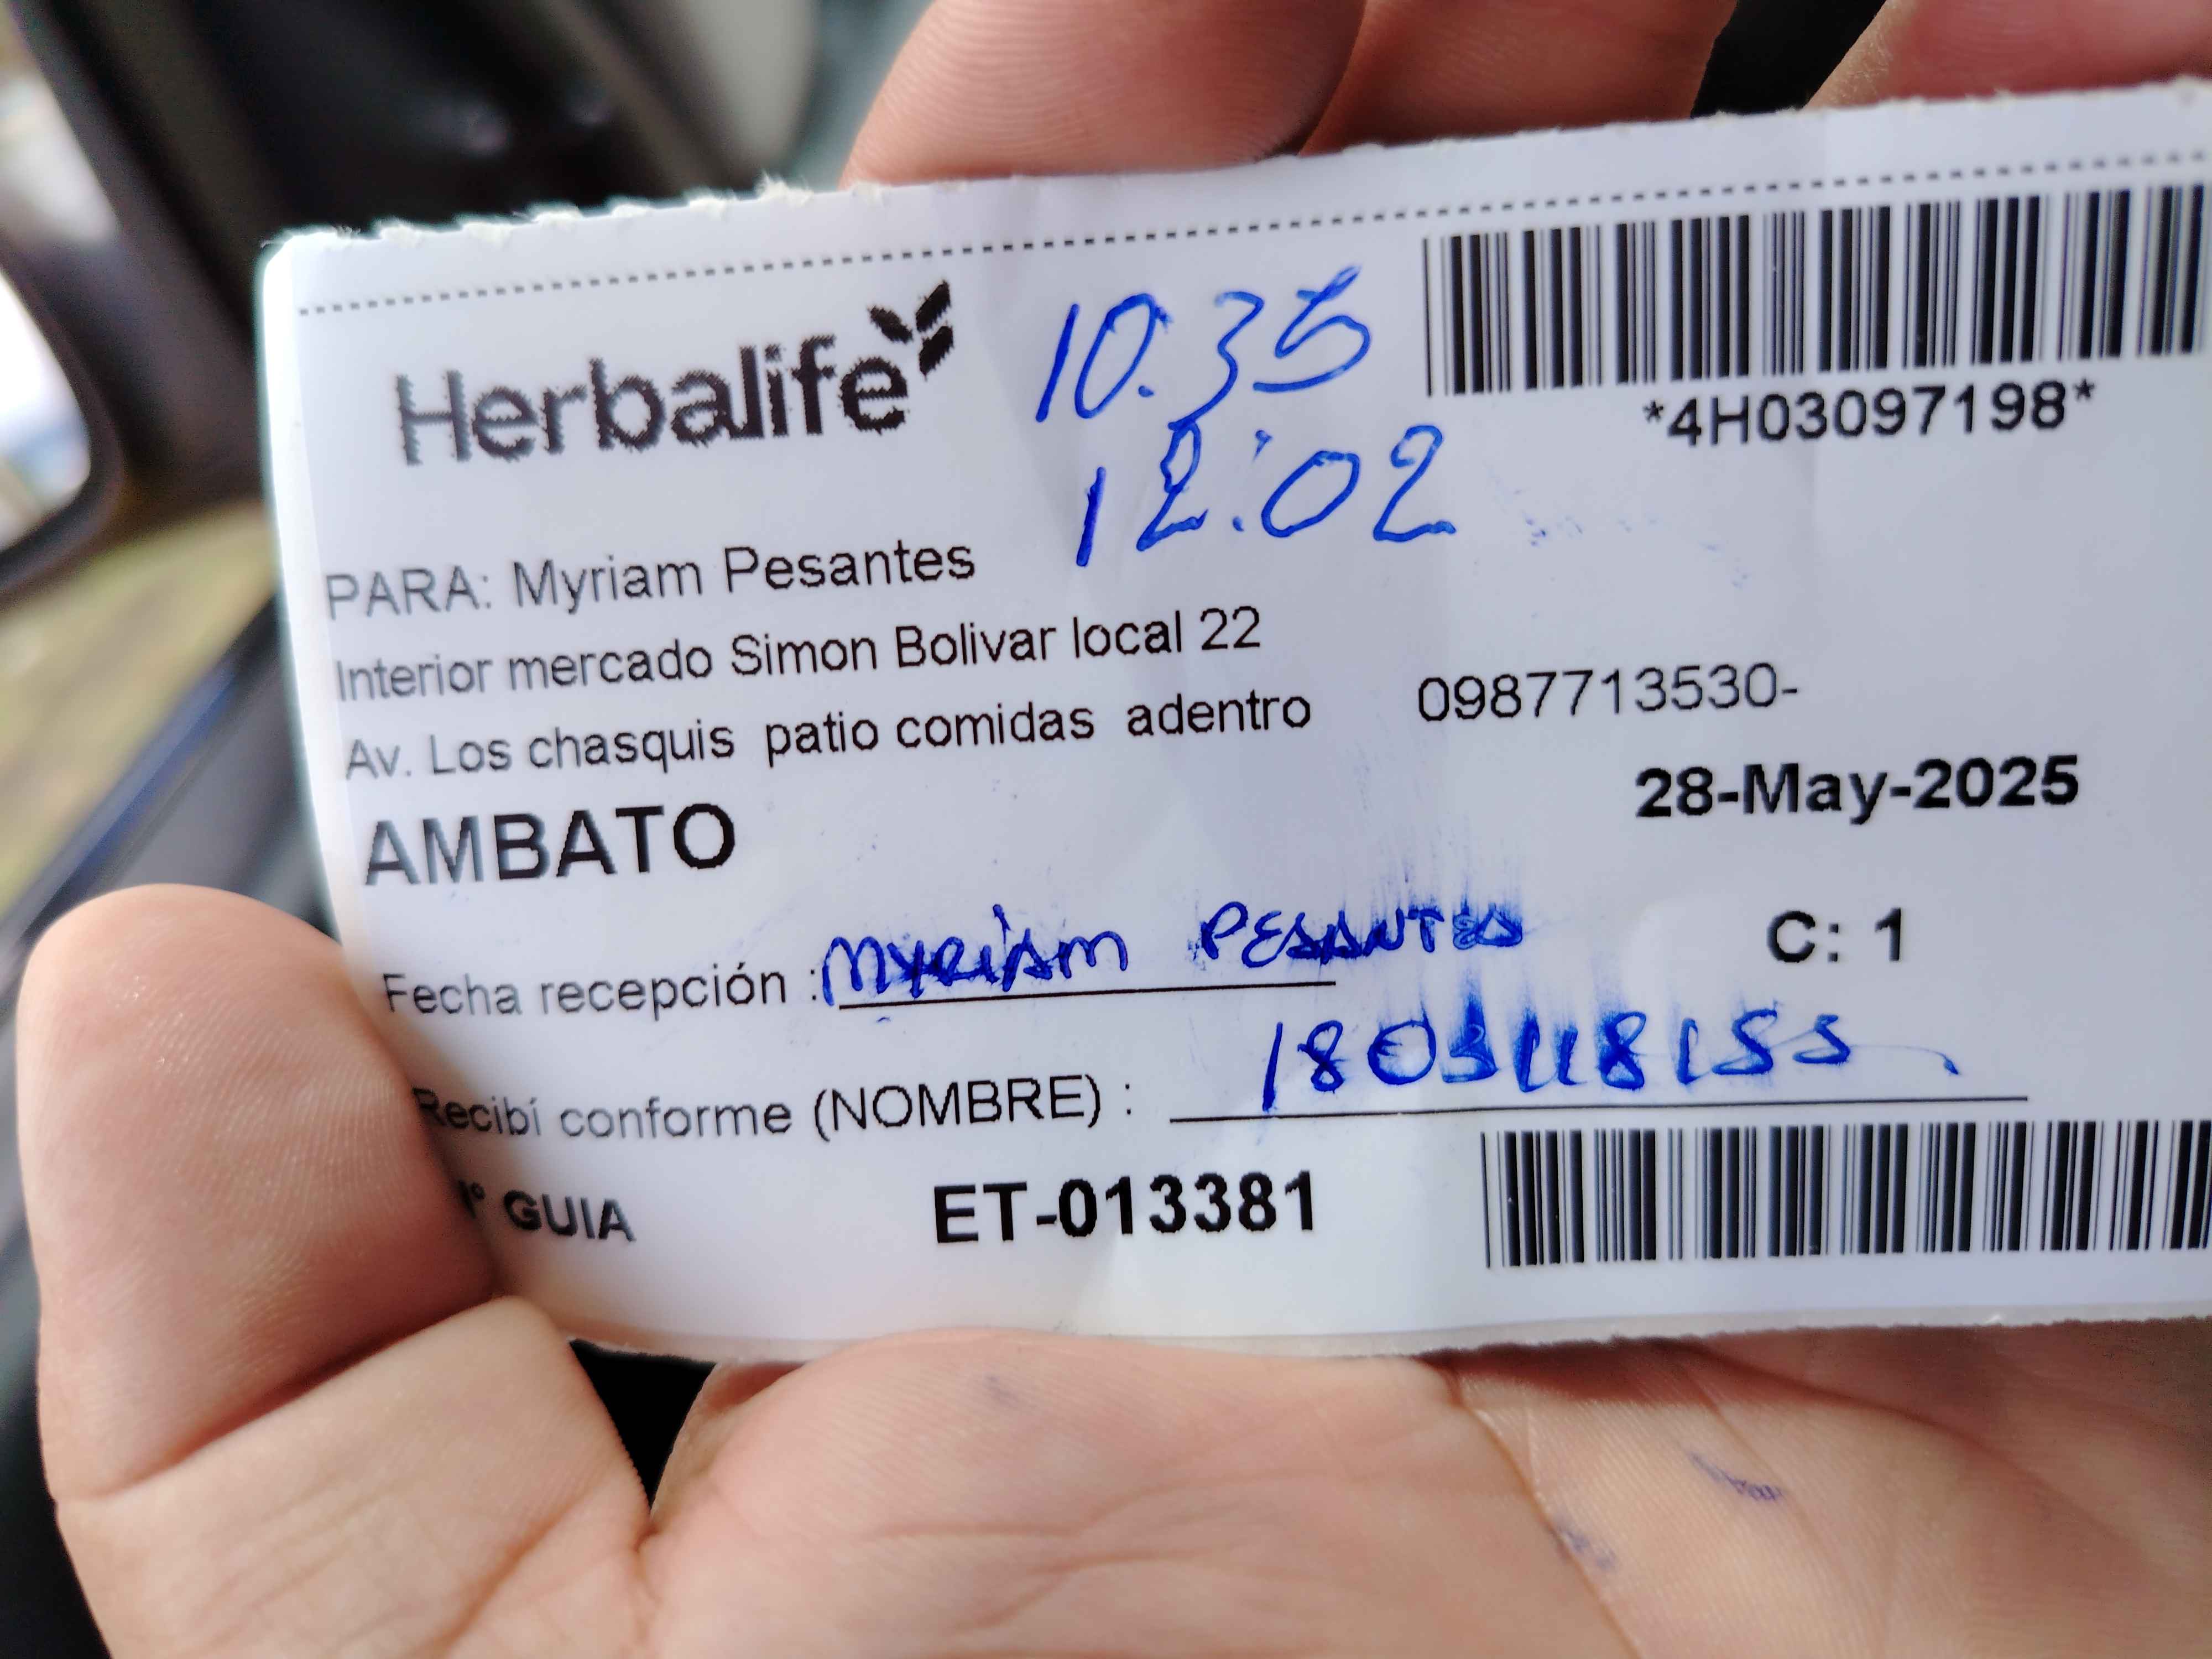 Herbalife
10.35
12:02
*4H03097198*
PARA: Myriam Pesantes
Interior mercado Simon Bolivar local 22
Av. Los chasquis patio comidas adentro 0987713530-
28-May-2025
AMBATO
C: 1
Fecha recepción : MYRIAM PESANTES
Recibí conforme (NOMBRE) :
° GUIA ET-013381